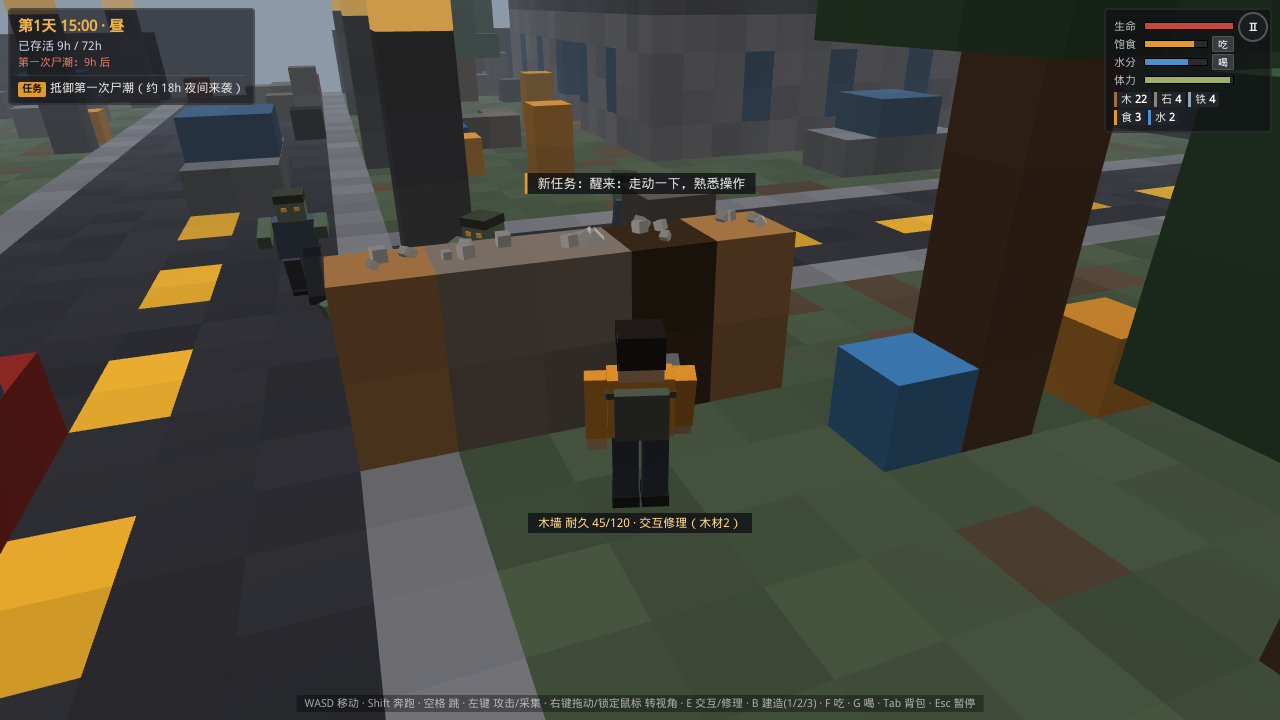 第1天 15:00 · 昼
已存活 9h / 72h
第一次尸潮: 9h 后
任务 抵御第一次尸潮 ( 约 18h 夜间来袭 )
生命
II
饱食
吃
水分
喝
体力
木 22 石 4 铁 4
食 3 水 2
新任务: 醒来: 走动一下, 熟悉操作
木墙 耐久 45/120 · 交互修理 ( 木材2 )
WASD 移动 · Shift 奔跑 · 空格 跳 · 左键 攻击/采集 · 右键拖动/锁定鼠标 转视角 · E 交互/修理 · B 建造(1/2/3) · F 吃 · G 喝 · Tab 背包 · Esc 暂停